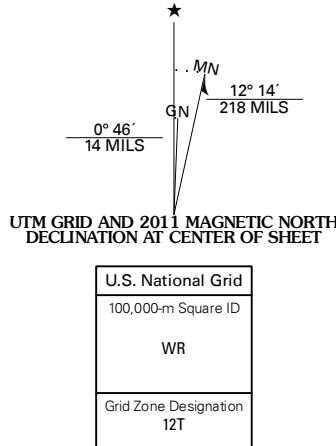 ★
MN
GN
12° 14´
218 MILS
0° 46´
14 MILS
UTM GRID AND 2011 MAGNETIC NORTH
DECLINATION AT CENTER OF SHEET
U.S. National Grid
100,000-m Square ID
WR
Grid Zone Designation
12T